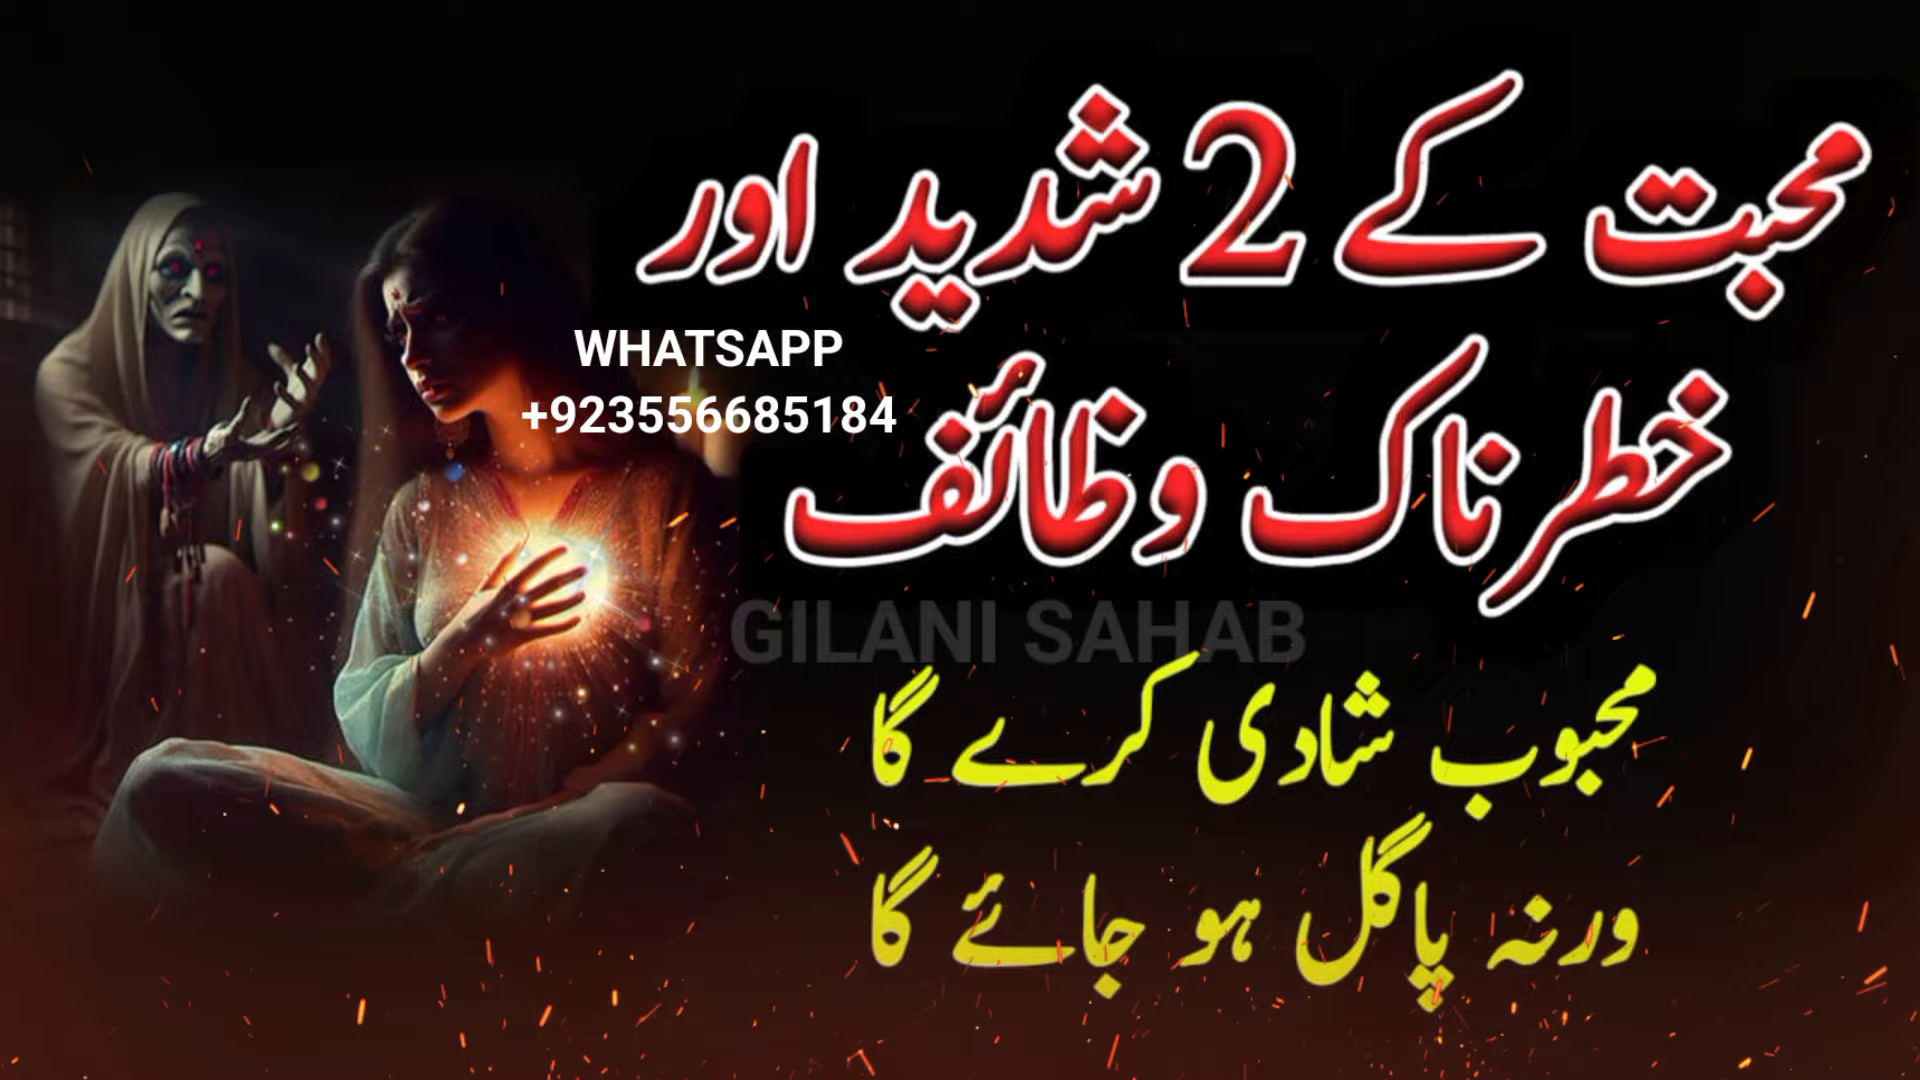 محبت کے 2 شدید اور
خطرناک وظائف
WHATSAPP
+923556685184
GILANI SAHAB
محبوب شادی کرے گا
ورنہ پاگل ہو جائے گا